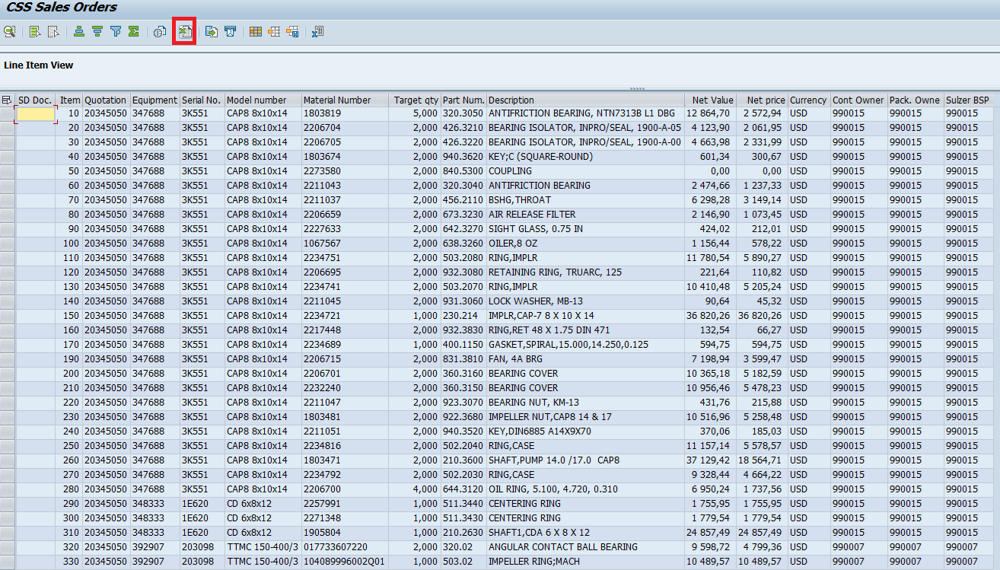 CSS Sales Orders
Line Item View
SD Doc. Item Quotation Equipment Serial No. Model number Material Number Target qty Part Num. Description Net Value Net price Currency Cont Owner Pack. Owne Sulzer BSP
10 20345050 347688 3K551 CAP8 8x10x14 1803819 5,000 320.3050 ANTIFRICTION BEARING, NTN7313B L1 DBG 12 864,70 2 572,94 USD 990015 990015 990015
20 20345050 347688 3K551 CAP8 8x10x14 2206704 2,000 426.3210 BEARING ISOLATOR, INPRO/SEAL, 1900-A-05 4 123,90 2 061,95 USD 990015 990015 990015
30 20345050 347688 3K551 CAP8 8x10x14 2206705 2,000 426.3220 BEARING ISOLATOR, INPRO/SEAL, 1900-A-00 4 663,98 2 331,99 USD 990015 990015 990015
40 20345050 347688 3K551 CAP8 8x10x14 1803674 2,000 940.3620 KEY;C (SQUARE-ROUND) 601,34 300,67 USD 990015 990015 990015
50 20345050 347688 3K551 CAP8 8x10x14 2273580 2,000 840.5300 COUPLING 0,00 0,00 USD 990015 990015 990015
60 20345050 347688 3K551 CAP8 8x10x14 2211043 2,000 320.3040 ANTIFRICTION BEARING 2 474,66 1 237,33 USD 990015 990015 990015
70 20345050 347688 3K551 CAP8 8x10x14 2211037 2,000 456.2110 BSHG,THROAT 6 298,28 3 149,14 USD 990015 990015 990015
80 20345050 347688 3K551 CAP8 8x10x14 2206659 2,000 673.3230 AIR RELEASE FILTER 2 146,90 1 073,45 USD 990015 990015 990015
90 20345050 347688 3K551 CAP8 8x10x14 2227633 2,000 642.3270 SIGHT GLASS, 0.75 IN 424,02 212,01 USD 990015 990015 990015
100 20345050 347688 3K551 CAP8 8x10x14 1067567 2,000 638.3260 OILER,8 OZ 1 156,44 578,22 USD 990015 990015 990015
110 20345050 347688 3K551 CAP8 8x10x14 2234751 2,000 503.2080 RING,IMPLR 11 780,54 5 890,27 USD 990015 990015 990015
120 20345050 347688 3K551 CAP8 8x10x14 2206695 2,000 932.3080 RETAINING RING, TRUARC, 125 221,64 110,82 USD 990015 990015 990015
130 20345050 347688 3K551 CAP8 8x10x14 2234741 2,000 503.2070 RING,IMPLR 10 410,48 5 205,24 USD 990015 990015 990015
140 20345050 347688 3K551 CAP8 8x10x14 2211045 2,000 931.3060 LOCK WASHER, MB-13 90,64 45,32 USD 990015 990015 990015
150 20345050 347688 3K551 CAP8 8x10x14 2234721 1,000 230.214 IMPLR,CAP-7 8 X 10 X 14 36 820,26 36 820,26 USD 990015 990015 990015
160 20345050 347688 3K551 CAP8 8x10x14 2217448 2,000 932.3830 RING,RET 48 X 1.75 DIN 471 132,54 66,27 USD 990015 990015 990015
170 20345050 347688 3K551 CAP8 8x10x14 2234689 1,000 400.1150 GASKET,SPIRAL,15.000,14.250,0.125 594,75 594,75 USD 990015 990015 990015
190 20345050 347688 3K551 CAP8 8x10x14 2206715 2,000 831.3810 FAN, 4A BRG 7 198,94 3 599,47 USD 990015 990015 990015
200 20345050 347688 3K551 CAP8 8x10x14 2206701 2,000 360.3160 BEARING COVER 10 365,18 5 182,59 USD 990015 990015 990015
210 20345050 347688 3K551 CAP8 8x10x14 2232240 2,000 360.3150 BEARING COVER 10 956,46 5 478,23 USD 990015 990015 990015
220 20345050 347688 3K551 CAP8 8x10x14 2211047 2,000 923.3070 BEARING NUT, KM-13 431,76 215,88 USD 990015 990015 990015
230 20345050 347688 3K551 CAP8 8x10x14 1803481 2,000 922.3680 IMPELLER NUT,CAP8 14 & 17 10 516,96 5 258,48 USD 990015 990015 990015
240 20345050 347688 3K551 CAP8 8x10x14 2211051 2,000 940.3520 KEY,DIN6885 A14X9X70 370,06 185,03 USD 990015 990015 990015
250 20345050 347688 3K551 CAP8 8x10x14 2234816 2,000 502.2040 RING,CASE 11 157,14 5 578,57 USD 990015 990015 990015
260 20345050 347688 3K551 CAP8 8x10x14 1803471 2,000 210.3600 SHAFT,PUMP 14.0 /17.0 CAP8 37 129,42 18 564,71 USD 990015 990015 990015
270 20345050 347688 3K551 CAP8 8x10x14 2234792 2,000 502.2030 RING,CASE 9 328,44 4 664,22 USD 990015 990015 990015
280 20345050 347688 3K551 CAP8 8x10x14 2206700 4,000 644.3120 OIL RING, 5.100, 4.720, 0.310 6 950,24 1 737,56 USD 990015 990015 990015
290 20345050 348333 1E620 CD 6x8x12 2257991 1,000 511.3440 CENTERING RING 1 755,95 1 755,95 USD 990015 990015 990015
300 20345050 348333 1E620 CD 6x8x12 2271348 1,000 511.3430 CENTERING RING 1 779,54 1 779,54 USD 990015 990015 990015
310 20345050 348333 1E620 CD 6x8x12 1905804 1,000 210.2630 SHAFT1,CDA 6 X 8 X 12 24 857,49 24 857,49 USD 990015 990015 990015
320 20345050 392907 203098 TTMC 150-400/3 017733607220 2,000 320.02 ANGULAR CONTACT BALL BEARING 9 598,72 4 799,36 USD 990007 990007 990007
330 20345050 392907 203098 TTMC 150-400/3 104089996002Q01 1,000 503.02 IMPELLER RING;MACH 10 489,57 10 489,57 USD 990007 990007 990007